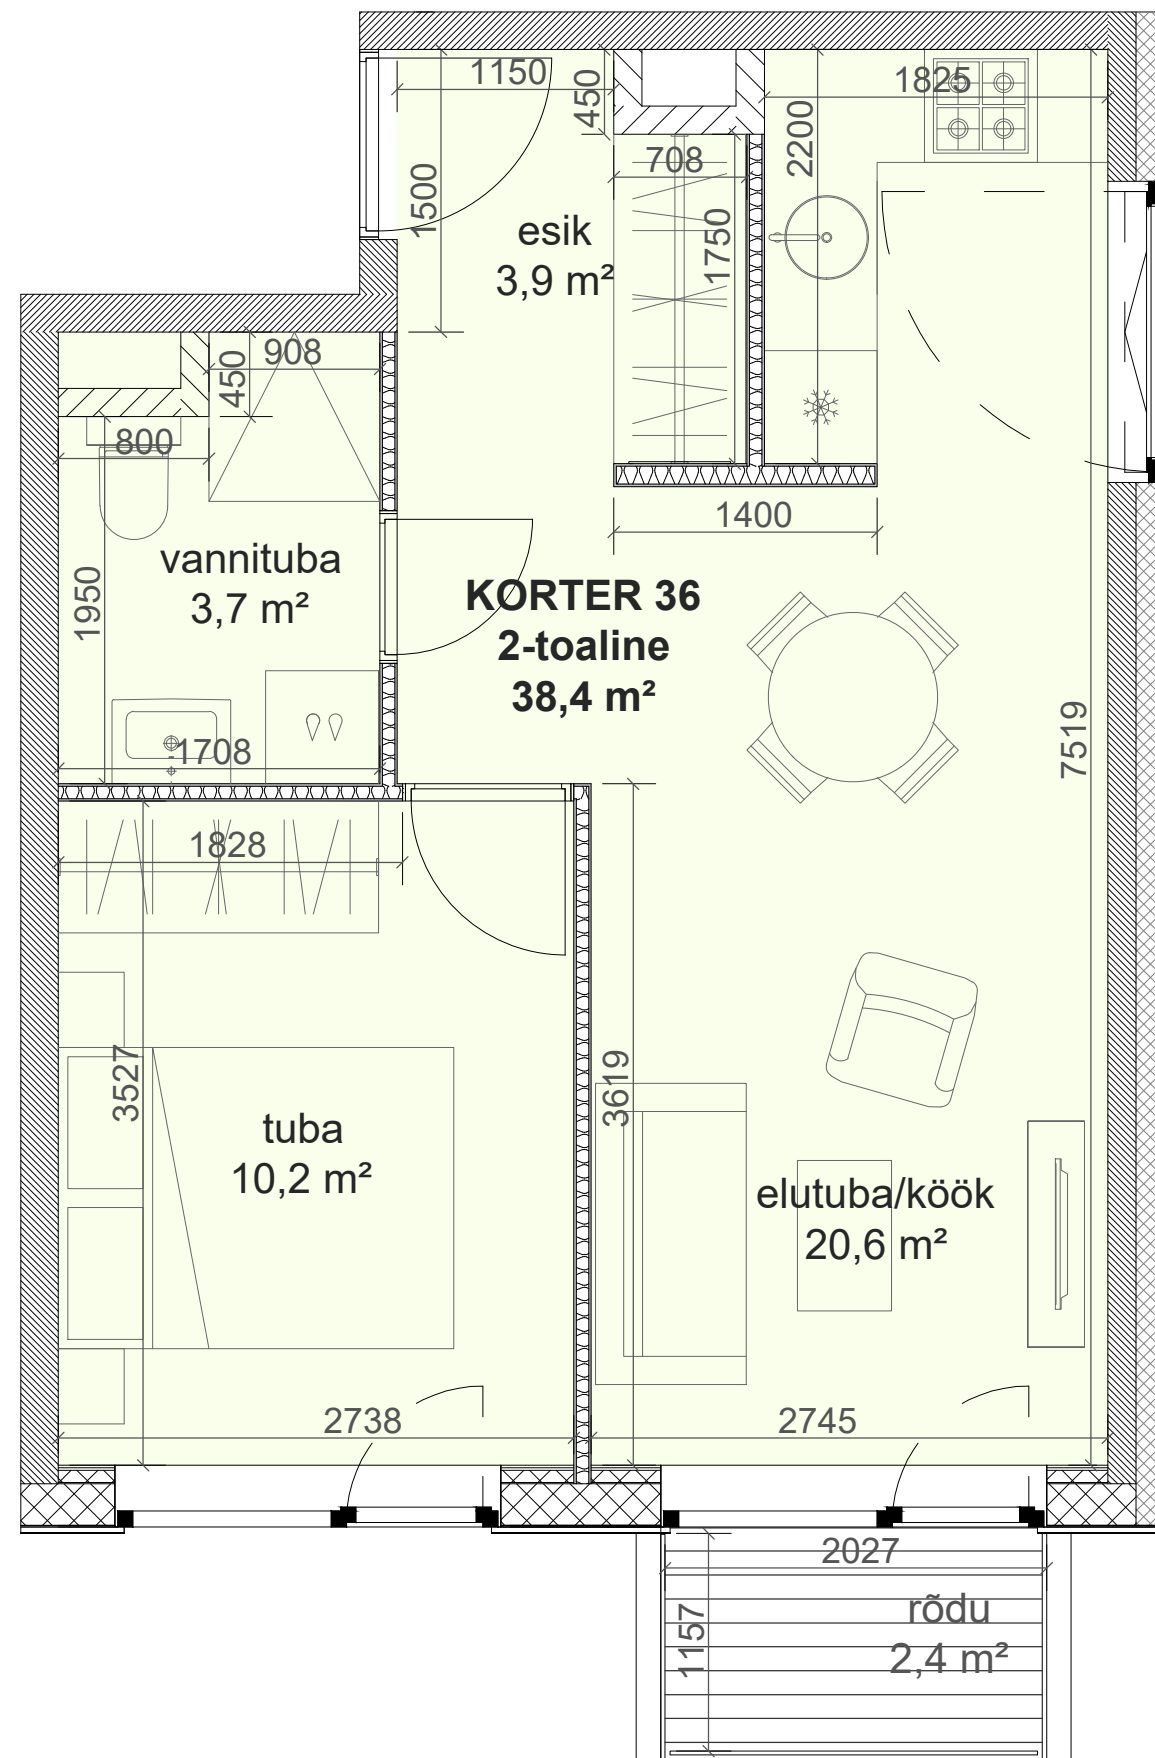 1150
450
1825
2200
708
1500
esik
3,9 m²
1750
908
450
800
1400
vannituba
3,7 m²
1950
KORTER 36
2-toaline
38,4 m²
7519
1708
1828
3527
3619
tuba
10,2 m²
elutuba/köök
20,6 m²
2738
2745
2027
rõdu
2,4 m²
1157